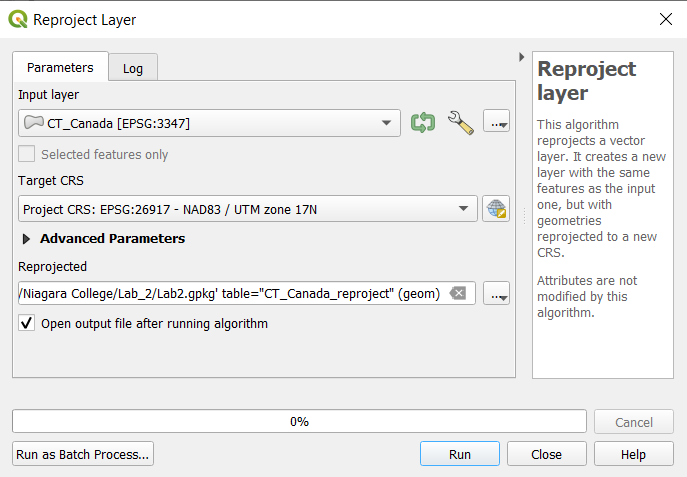 Reproject Layer
Parameters
Log
Input layer
CT_Canada [EPSG:3347]
...
Selected features only
Target CRS
Project CRS: EPSG:26917 - NAD83 / UTM zone 17N
Advanced Parameters
Reprojected
/Niagara College/Lab_2/Lab2.gpkg' table="CT_Canada_reproject" (geom)
...
Open output file after running algorithm
Reproject
layer
This algorithm
reprojects a vector
layer. It creates a new
layer with the same
features as the input
one, but with
geometries
reprojected to a new
CRS.
Attributes are not
modified by this
algorithm.
0%
Cancel
Run as Batch Process...
Run
Close
Help